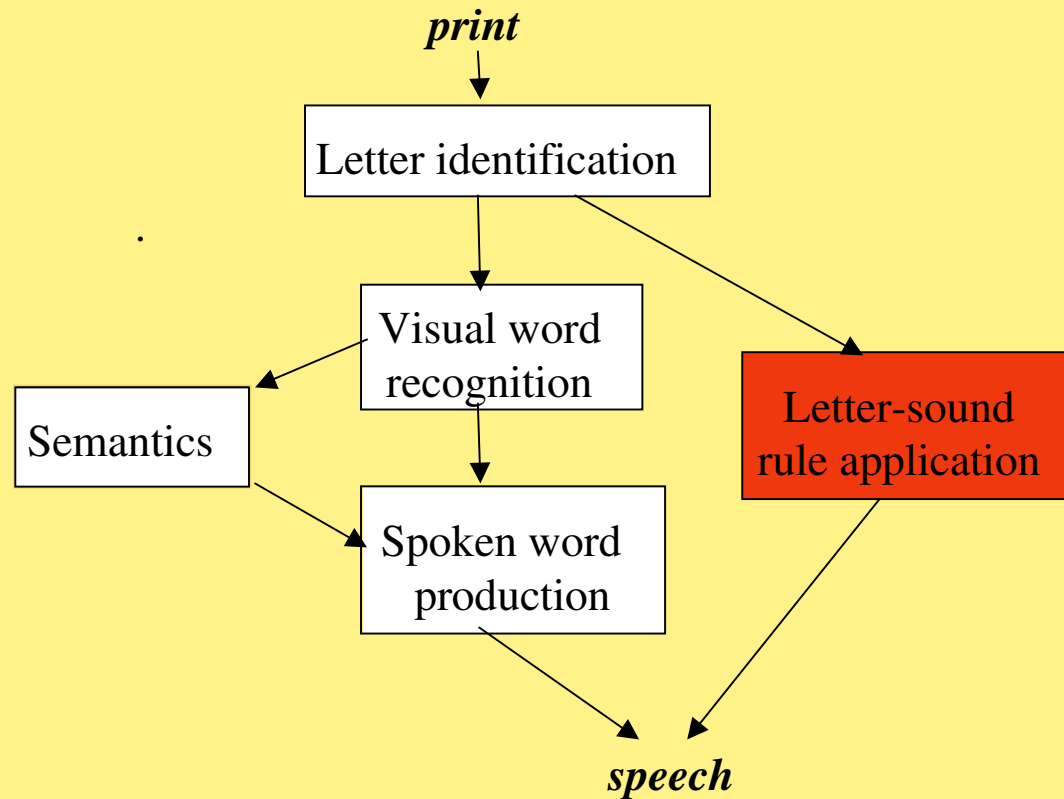 print
Letter identification
.
Visual word
recognition
Letter-sound
rule application
Semantics
Spoken word
production
speech